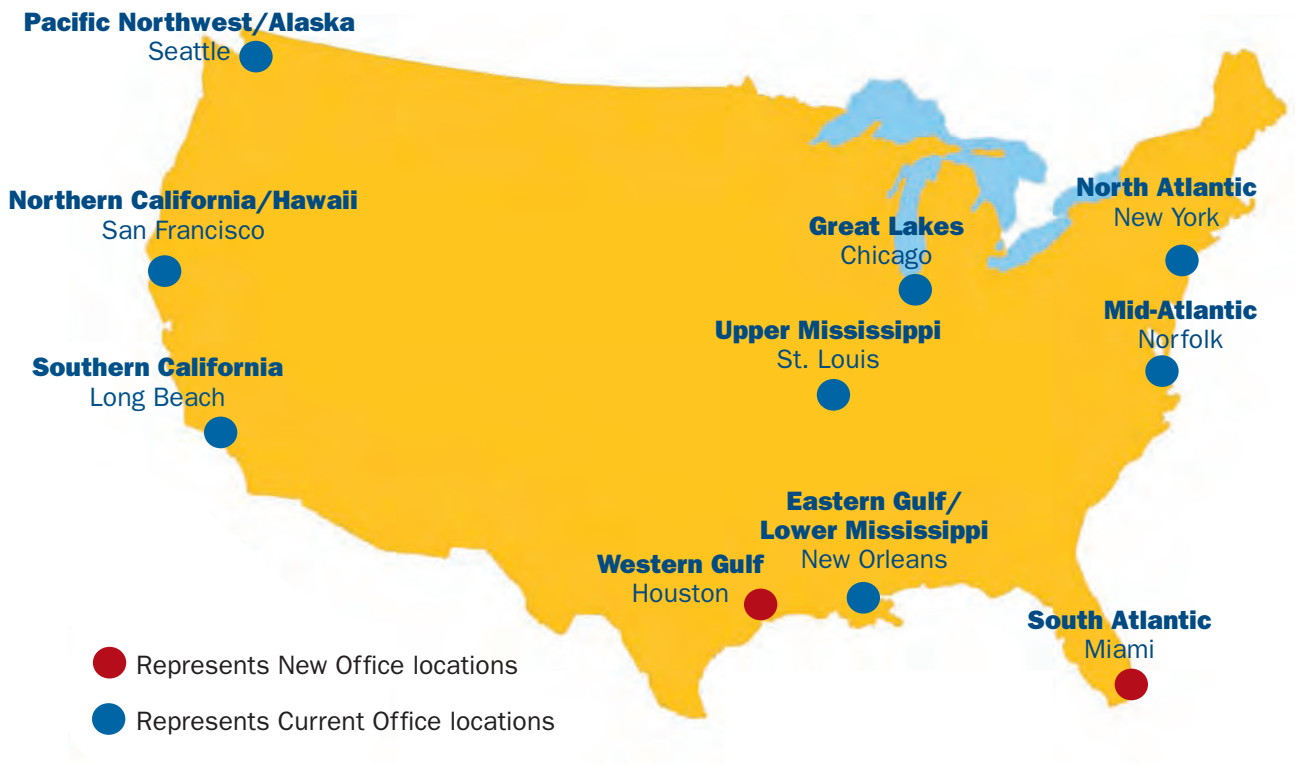 Pacific Northwest/Alaska
Seattle
Northern California/Hawaii
San Francisco
Southern California
Long Beach
North Atlantic
New York
Great Lakes
Chicago
Mid-Atlantic
Norfolk
Upper Mississippi
St. Louis
Eastern Gulf/
Lower Mississippi
New Orleans
Western Gulf
Houston
South Atlantic
Miami
Represents New Office locations
Represents Current Office locations